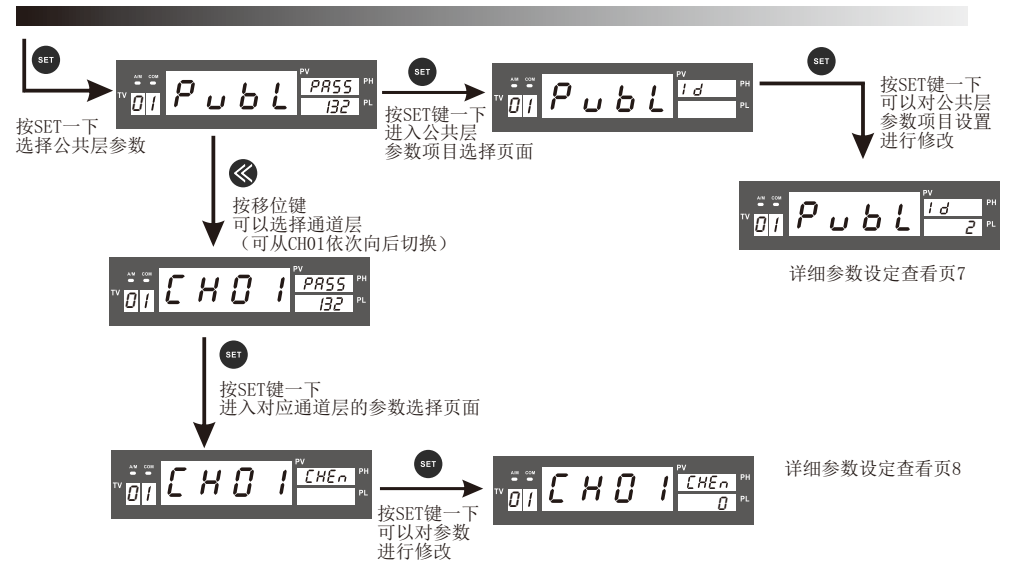 SET
按SET一下
选择公共层参数
A/M COM
PV
TV 01 PubL PASS PH
132 PL
SET
按SET键一下
进入公共层
参数项目选择页面
A/M COM
PV
TV 01 PubL Id PH
PL
SET
按SET键一下
可以对公共层
参数项目设置
进行修改
A/M COM
PV
TV 01 PubL Id PH
2 PL
详细参数设定查看页7
按移位键
可以选择通道层
（可从CH01依次向后切换）
A/M COM
PV
TV 01 CH01 PASS PH
132 PL
SET
按SET键一下
进入对应通道层的参数选择页面
A/M COM
PV
TV 01 CH01 CHEn PH
PL
SET
按SET键一下
可以对参数
进行修改
A/M COM
PV
TV 01 CH01 CHEn PH
0 PL
详细参数设定查看页8